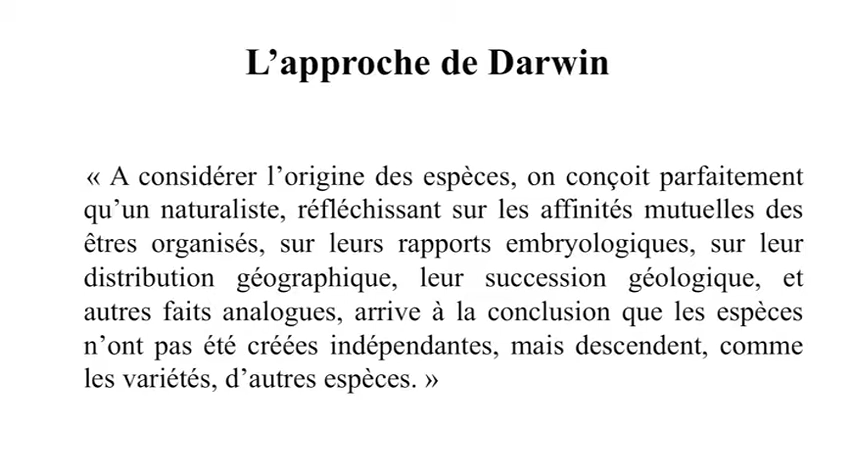 L’approche de Darwin
« A considérer l’origine des espèces, on conçoit parfaitement
qu’un naturaliste, réfléchissant sur les affinités mutuelles des
êtres organisés, sur leurs rapports embryologiques, sur leur
distribution géographique, leur succession géologique, et
autres faits analogues, arrive à la conclusion que les espèces
n’ont pas été créées indépendantes, mais descendent, comme
les variétés, d’autres espèces. »